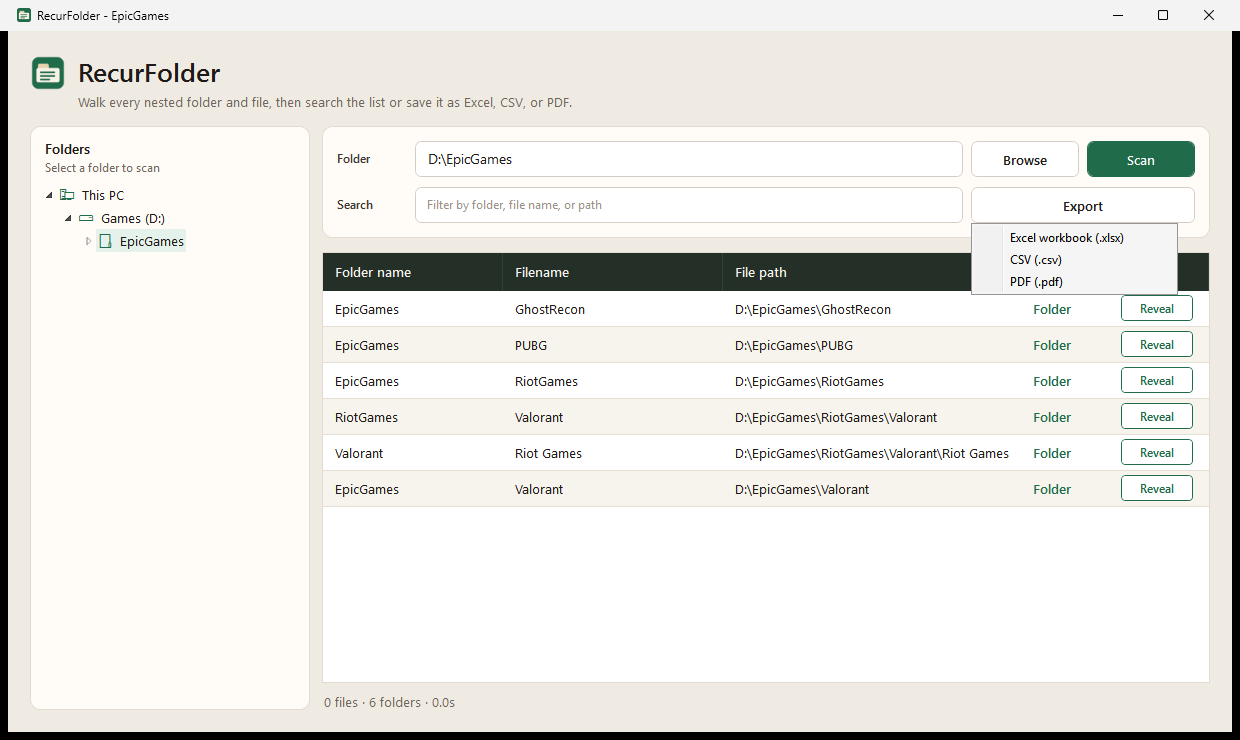 RecurFolder - EpicGames
RecurFolder
Walk every nested folder and file, then search the list or save it as Excel, CSV, or PDF.
Folders
Select a folder to scan
This PC
Games (D:)
EpicGames
Folder D:\EpicGames Browse Scan
Search Filter by folder, file name, or path Export
Excel workbook (.xlsx)
CSV (.csv)
PDF (.pdf)
Folder name Filename File path
EpicGames GhostRecon D:\EpicGames\GhostRecon Folder Reveal
EpicGames PUBG D:\EpicGames\PUBG Folder Reveal
EpicGames RiotGames D:\EpicGames\RiotGames Folder Reveal
RiotGames Valorant D:\EpicGames\RiotGames\Valorant Folder Reveal
Valorant Riot Games D:\EpicGames\RiotGames\Valorant\Riot Games Folder Reveal
EpicGames Valorant D:\EpicGames\Valorant Folder Reveal
0 files · 6 folders · 0.0s